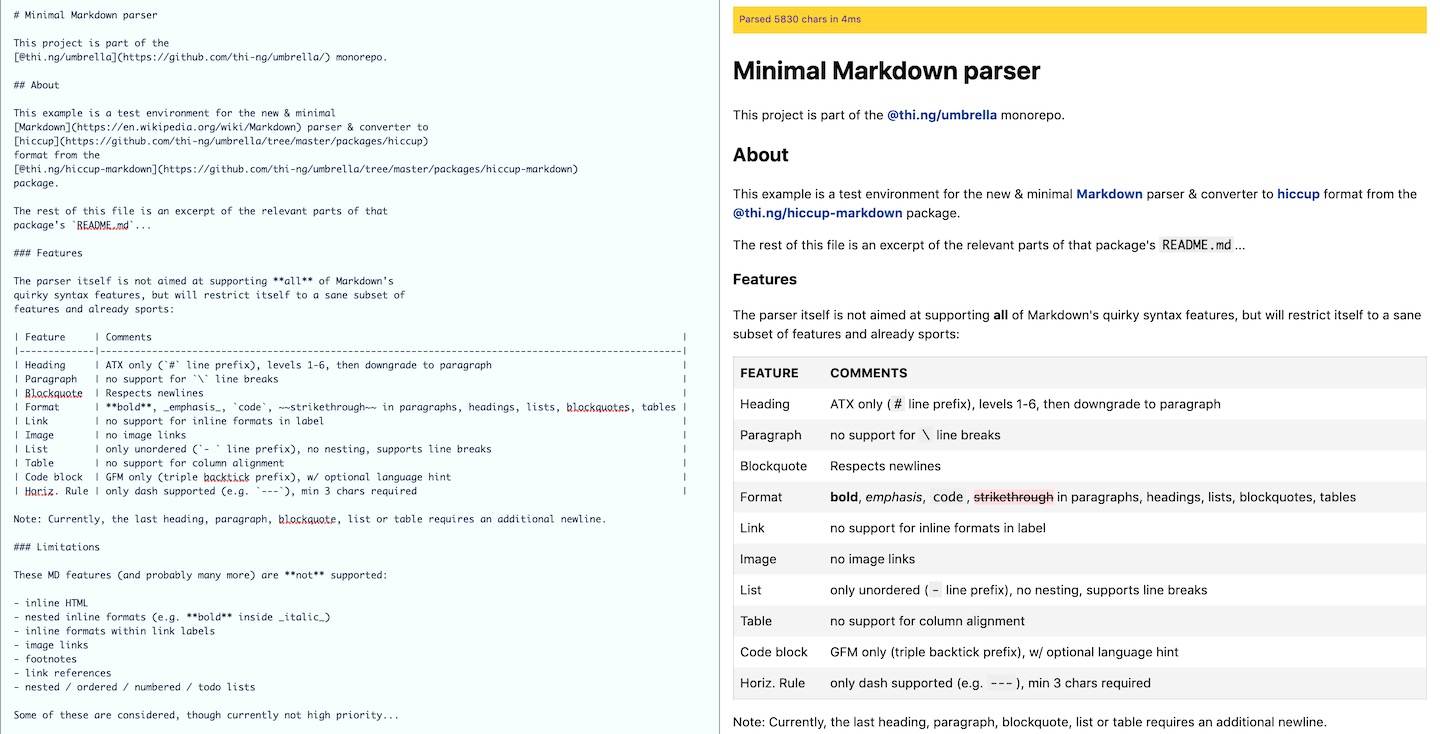 # Minimal Markdown parser
This project is part of the
[@thi.ng/umbrella](https://github.com/thi-ng/umbrella/) monorepo.
## About
This example is a test environment for the new & minimal
[Markdown](https://en.wikipedia.org/wiki/Markdown) parser & converter to
[hiccup](https://github.com/thi-ng/umbrella/tree/master/packages/hiccup)
format from the
[@thi.ng/hiccup-markdown](https://github.com/thi-ng/umbrella/tree/master/packages/hiccup-markdown)
package.
The rest of this file is an excerpt of the relevant parts of that
package's `README.md`...
### Features
The parser itself is not aimed at supporting **all** of Markdown's
quirky syntax features, but will restrict itself to a sane subset of
features and already sports:
| Feature     | Comments                                                                                    |
|-------------|---------------------------------------------------------------------------------------------|
| Heading     | ATX only (`#` line prefix), levels 1-6, then downgrade to paragraph                         |
| Paragraph   | no support for `\` line breaks                                                              |
| Blockquote  | Respects newlines                                                                           |
| Format      | **bold**, _emphasis_, `code`, ~~strikethrough~~ in paragraphs, headings, lists, blockquotes, tables |
| Link        | no support for inline formats in label                                                      |
| Image       | no image links                                                                              |
| List        | only unordered (`- ` line prefix), no nesting, supports line breaks                         |
| Table       | no support for column alignment                                                             |
| Code block  | GFM only (triple backtick prefix), w/ optional language hint                                |
| Horiz. Rule | only dash supported (e.g. `---`), min 3 chars required                                      |
Note: Currently, the last heading, paragraph, blockquote, list or table requires an additional newline.
### Limitations
These MD features (and probably many more) are **not** supported:
- inline HTML
- nested inline formats (e.g. **bold** inside _italic_)
- inline formats within link labels
- image links
- footnotes
- link references
- nested / ordered / numbered / todo lists
Some of these are considered, though currently not high priority...
Parsed 5830 chars in 4ms
Minimal Markdown parser
This project is part of the @thi.ng/umbrella monorepo.
About
This example is a test environment for the new & minimal Markdown parser & converter to hiccup format from the
@thi.ng/hiccup-markdown package.
The rest of this file is an excerpt of the relevant parts of that package's README.md...
Features
The parser itself is not aimed at supporting all of Markdown's quirky syntax features, but will restrict itself to a sane
subset of features and already sports:
FEATURE COMMENTS
Heading ATX only ( # line prefix), levels 1-6, then downgrade to paragraph
Paragraph no support for \ line breaks
Blockquote Respects newlines
Format bold, emphasis, code , strikethrough in paragraphs, headings, lists, blockquotes, tables
Link no support for inline formats in label
Image no image links
List only unordered ( - line prefix), no nesting, supports line breaks
Table no support for column alignment
Code block GFM only (triple backtick prefix), w/ optional language hint
Horiz. Rule only dash supported (e.g. --- ), min 3 chars required
Note: Currently, the last heading, paragraph, blockquote, list or table requires an additional newline.